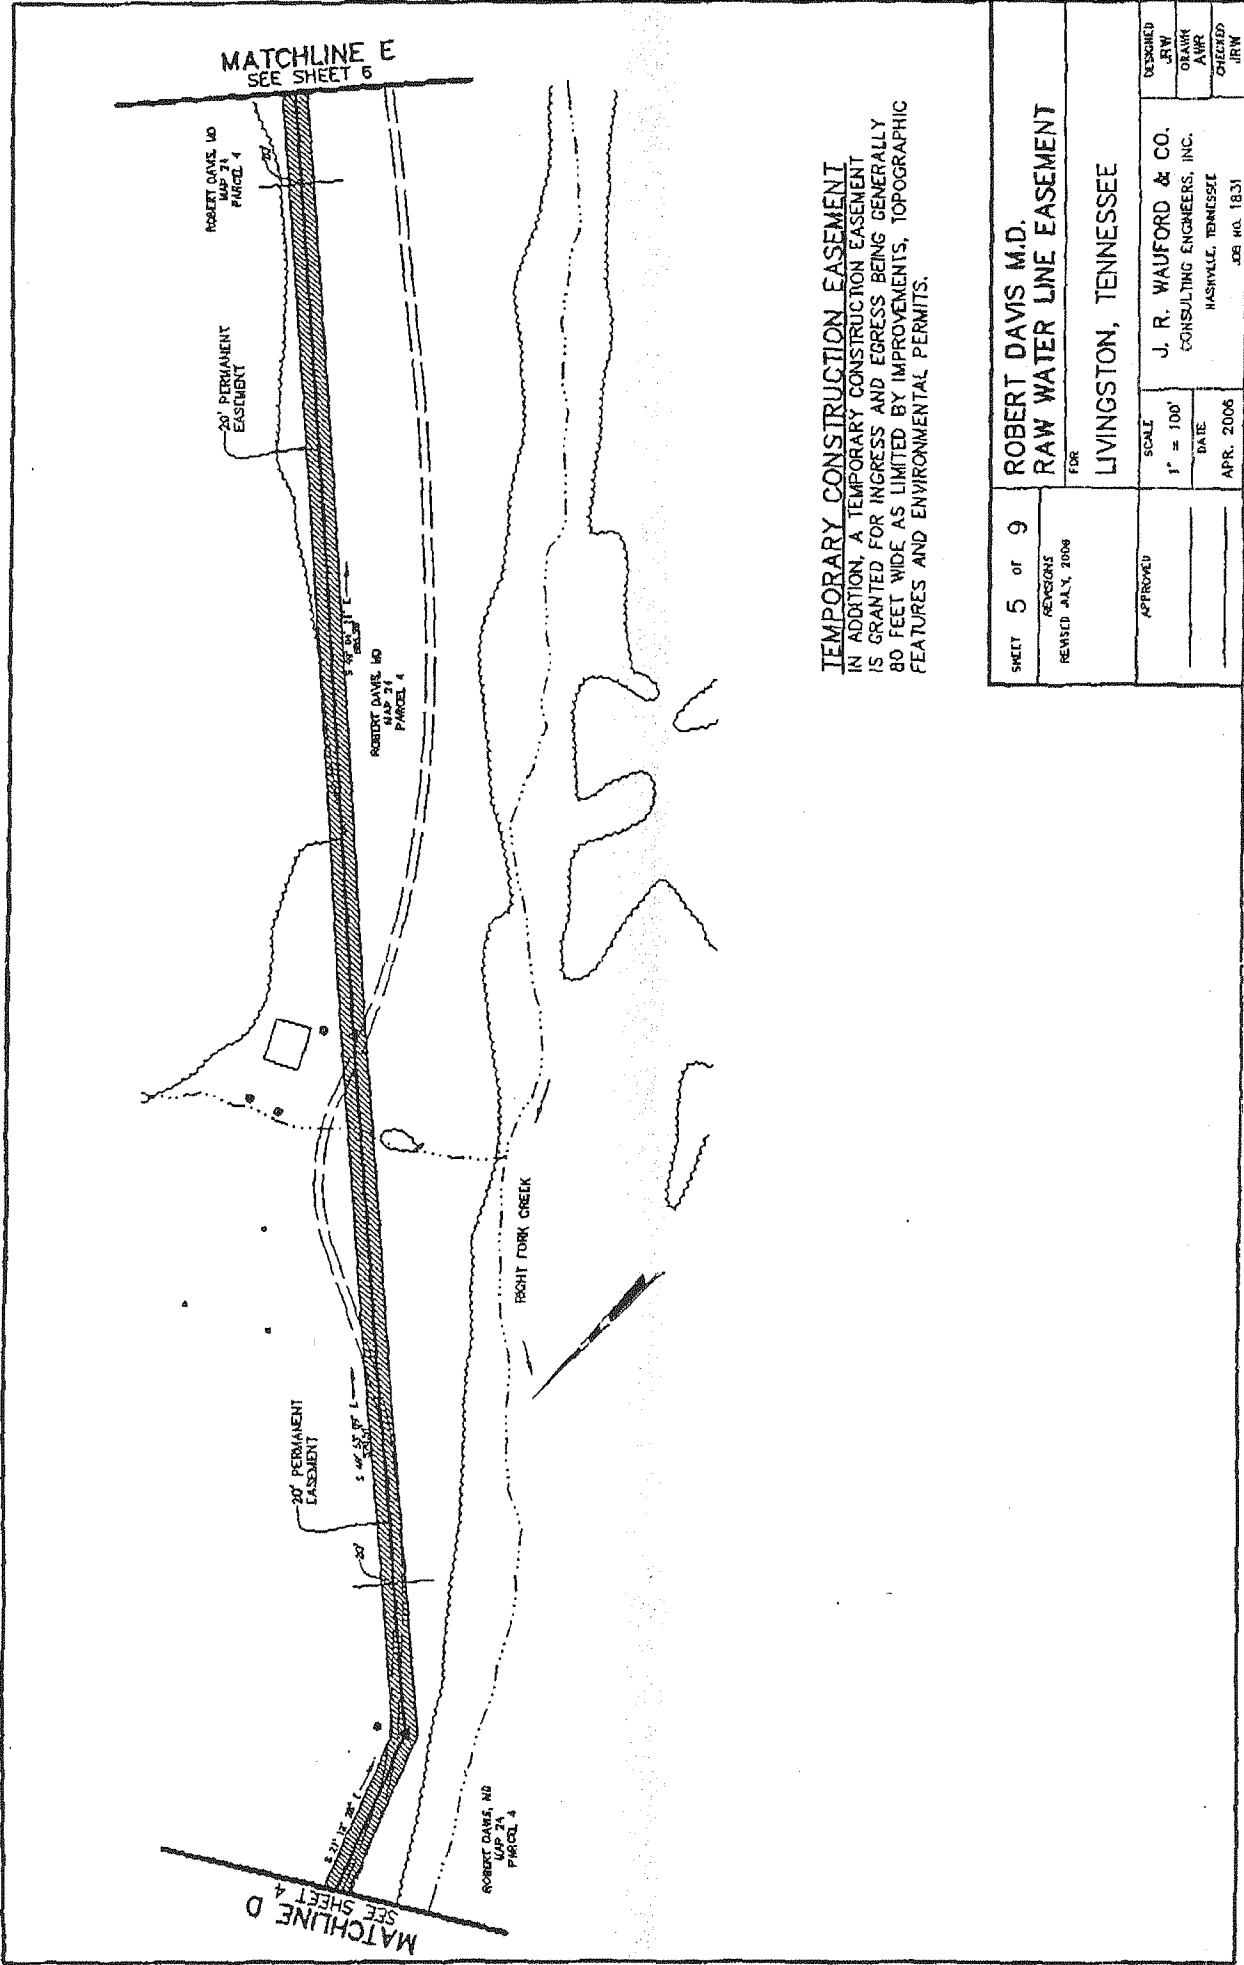 MATCHLINE E
SEE SHEET 6
ROBERT DAVIS, MD
MAP 24
PARCEL 4
20'
20' PERMANENT
EASEMENT
ROBERT DAVIS, MD
MAP 24
PARCEL 4
20' PERMANENT
EASEMENT
20'
RIGHT FORK CREEK
ROBERT DAVIS, MD
MAP 24
PARCEL 4
MATCHLINE D
SEE SHEET 4
TEMPORARY CONSTRUCTION EASEMENT
IN ADDITION, A TEMPORARY CONSTRUCTION EASEMENT
IS GRANTED FOR INGRESS AND EGRESS BEING GENERALLY
80 FEET WIDE AS LIMITED BY IMPROVEMENTS, TOPOGRAPHIC
FEATURES AND ENVIRONMENTAL PERMITS.
SHEET 5 OF 9
REVISIONS
REVISED JULY, 2006
APPROVED
ROBERT DAVIS M.D.
RAW WATER LINE EASEMENT
FOR
LIVINGSTON, TENNESSEE
SCALE
1" = 100'
DATE
APR. 2006
J. R. WAUFORD & CO.
CONSULTING ENGINEERS, INC.
NASHVILLE, TENNESSEE
JOB NO. 1831
DESIGNED
JRW
DRAWN
AWR
CHECKED
JRW